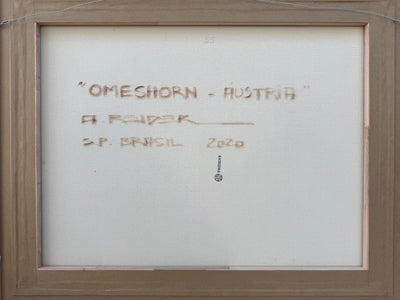 "OMESHORN - AUSTRIA"
A.
S.P. BRASIL 2020